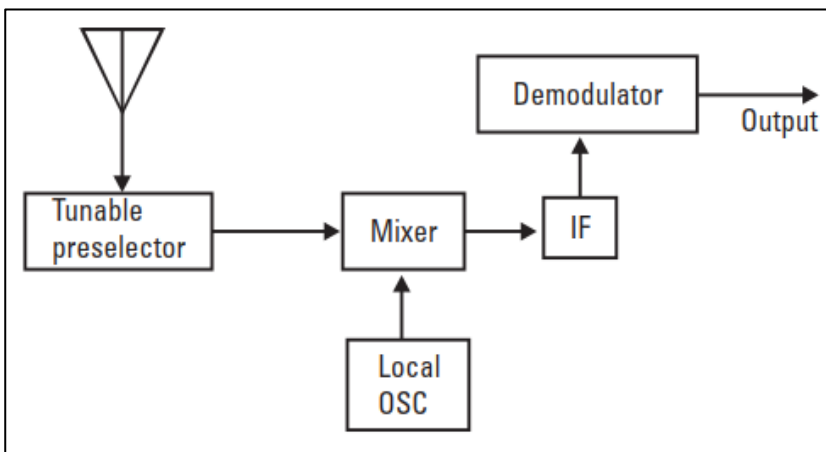 Tunable
preselector
Mixer
Local
OSC
IF
Demodulator
Output